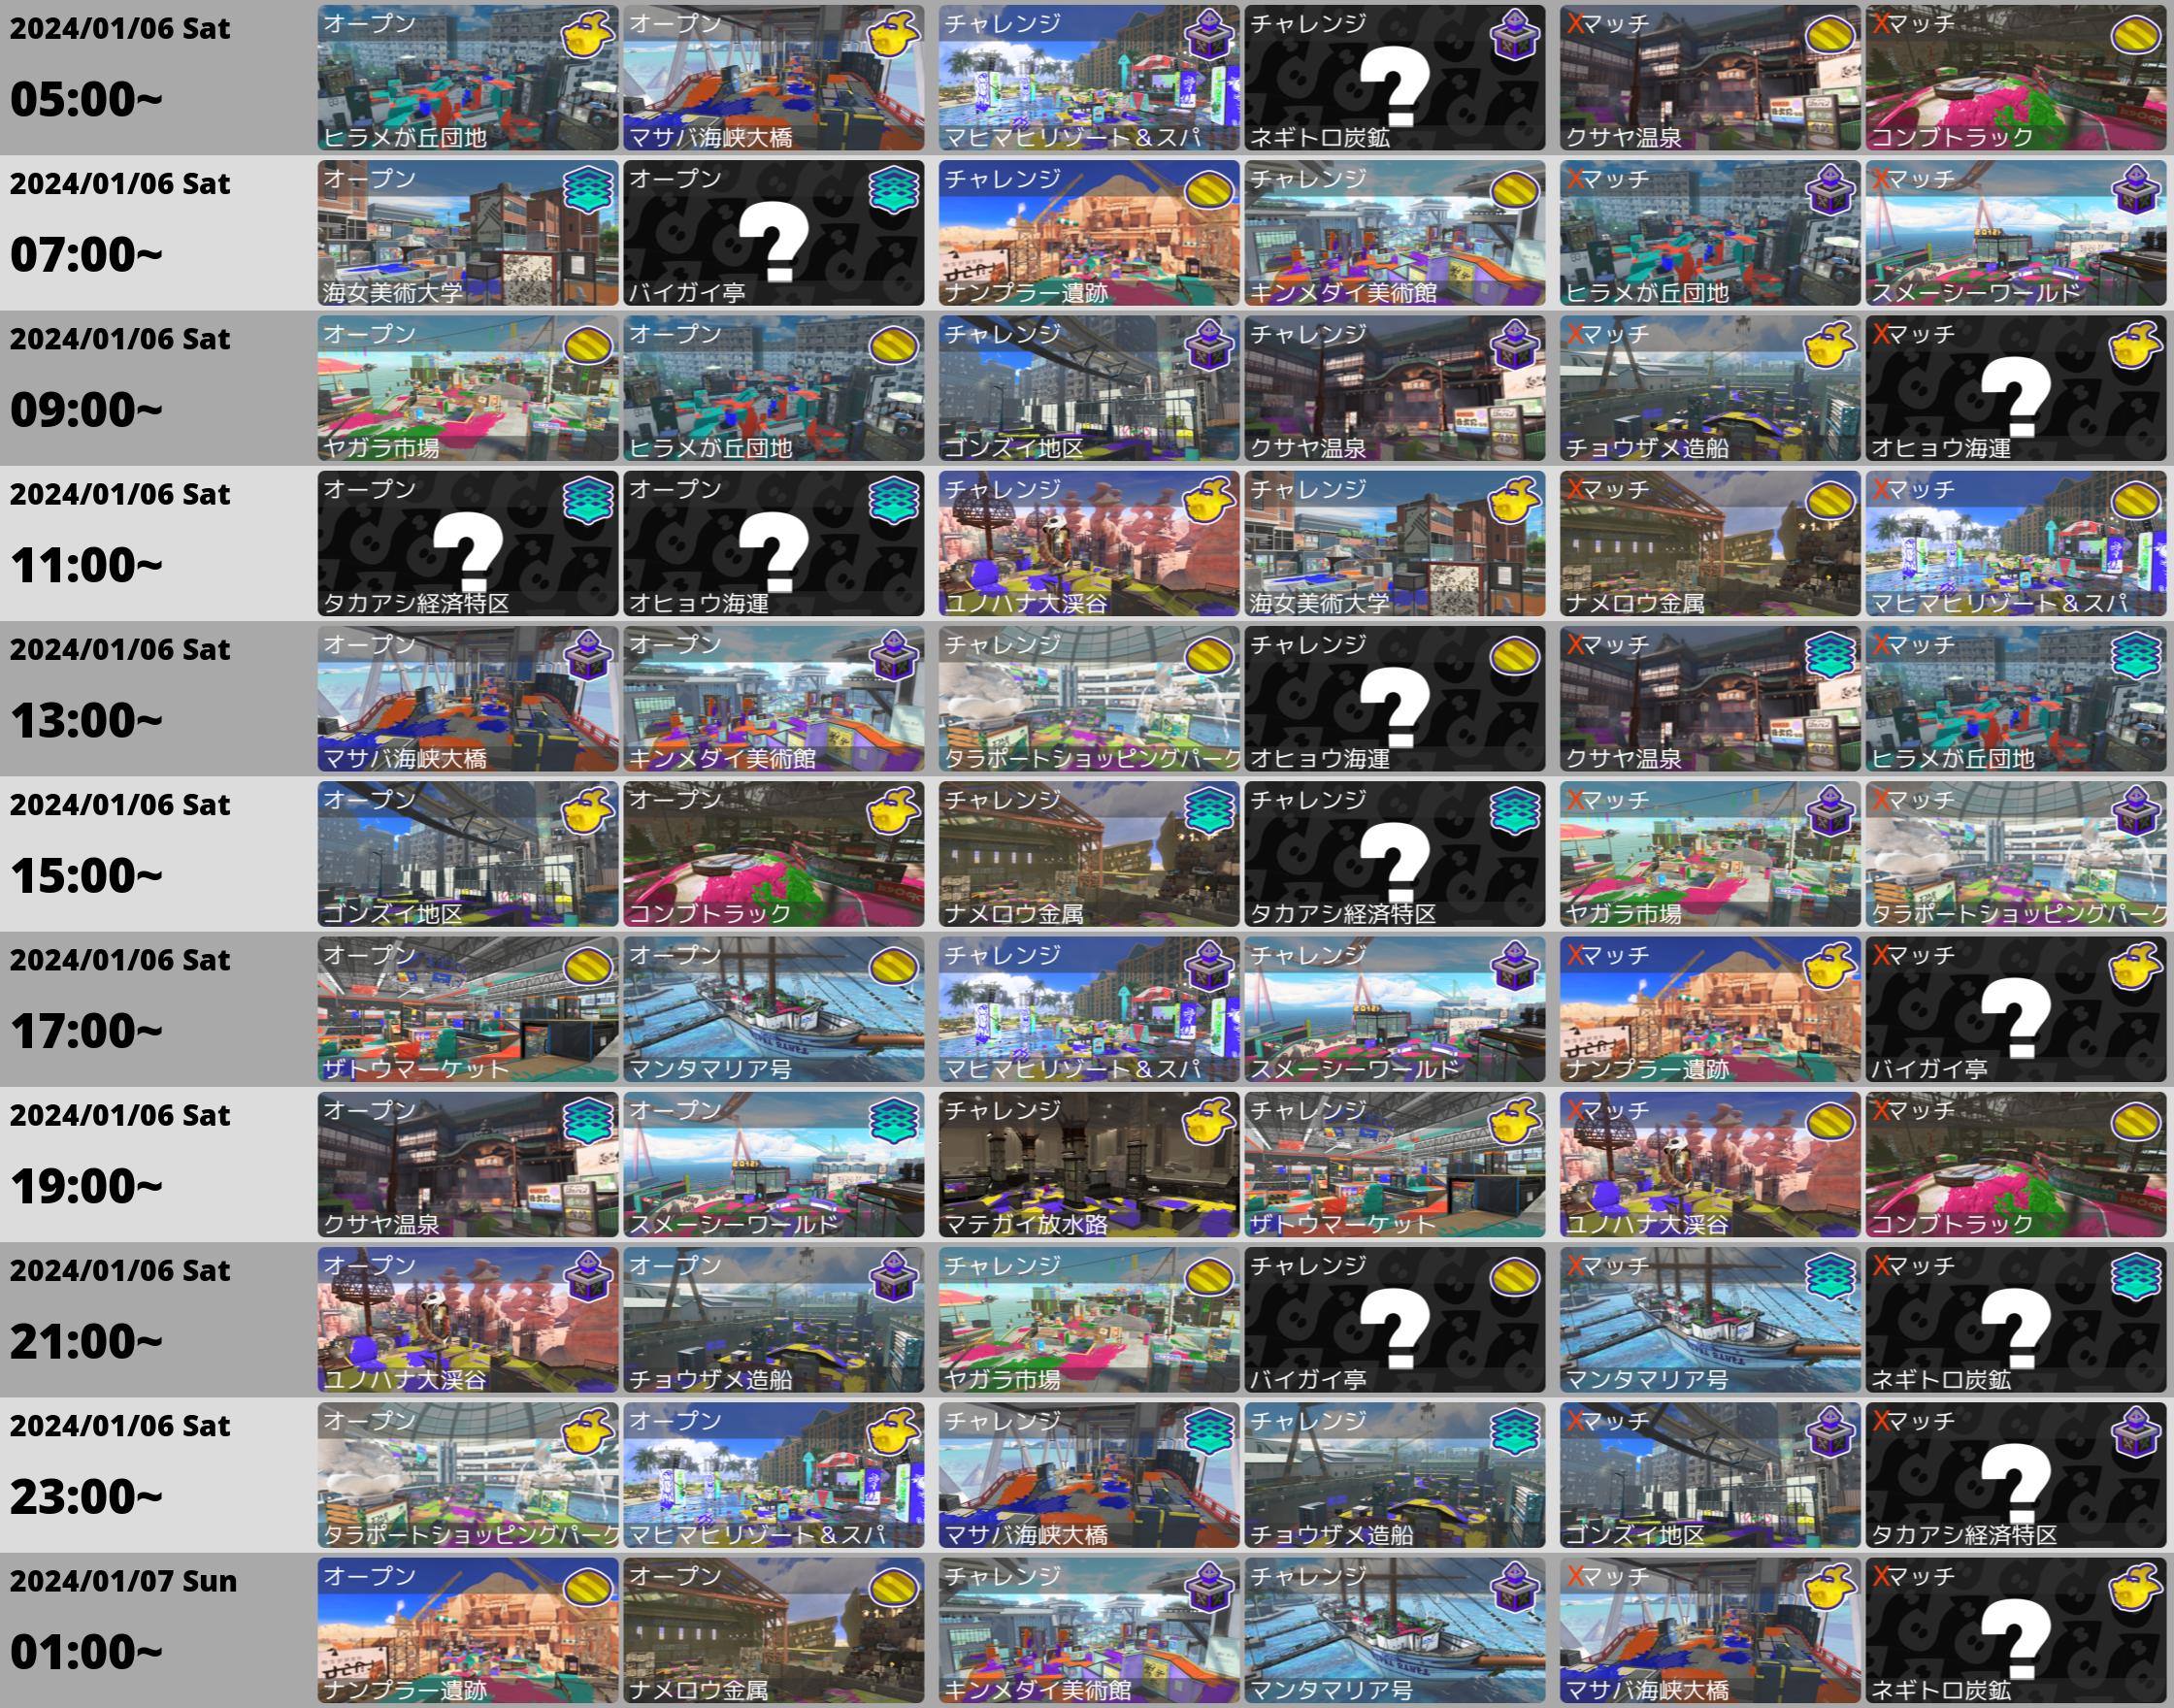 2024/01/06 Sat
05:00~
オープン
ヒラメが丘団地
オープン
マサバ海峡大橋
チャレンジ
マヒマヒリゾート＆スパ
チャレンジ
?
ネギトロ炭鉱
Xマッチ
クサヤ温泉
Xマッチ
コンブトラック
2024/01/06 Sat
07:00~
オープン
海女美術大学
オープン
?
バイガイ亭
チャレンジ
ナンプラー遺跡
チャレンジ
キンメダイ美術館
Xマッチ
ヒラメが丘団地
Xマッチ
スメーシーワールド
2024/01/06 Sat
09:00~
オープン
ヤガラ市場
オープン
ヒラメが丘団地
チャレンジ
ゴンズイ地区
チャレンジ
クサヤ温泉
Xマッチ
チョウザメ造船
Xマッチ
?
オヒョウ海運
2024/01/06 Sat
11:00~
オープン
?
タカアシ経済特区
オープン
?
オヒョウ海運
チャレンジ
ユノハナ大渓谷
チャレンジ
海女美術大学
Xマッチ
ナメロウ金属
Xマッチ
マヒマヒリゾート＆スパ
2024/01/06 Sat
13:00~
オープン
マサバ海峡大橋
オープン
キンメダイ美術館
チャレンジ
タラポートショッピングパーク
チャレンジ
?
オヒョウ海運
Xマッチ
クサヤ温泉
Xマッチ
ヒラメが丘団地
2024/01/06 Sat
15:00~
オープン
ゴンズイ地区
オープン
コンブトラック
チャレンジ
ナメロウ金属
チャレンジ
?
タカアシ経済特区
Xマッチ
ヤガラ市場
Xマッチ
タラポートショッピングパーク
2024/01/06 Sat
17:00~
オープン
ザトウマーケット
オープン
マンタマリア号
チャレンジ
マヒマヒリゾート＆スパ
チャレンジ
スメーシーワールド
Xマッチ
ナンプラー遺跡
Xマッチ
?
バイガイ亭
2024/01/06 Sat
19:00~
オープン
クサヤ温泉
オープン
スメーシーワールド
チャレンジ
マテガイ放水路
チャレンジ
ザトウマーケット
Xマッチ
ユノハナ大渓谷
Xマッチ
コンブトラック
2024/01/06 Sat
21:00~
オープン
ユノハナ大渓谷
オープン
チョウザメ造船
チャレンジ
ヤガラ市場
チャレンジ
?
バイガイ亭
Xマッチ
マンタマリア号
Xマッチ
?
ネギトロ炭鉱
2024/01/06 Sat
23:00~
オープン
タラポートショッピングパーク
オープン
マヒマヒリゾート＆スパ
チャレンジ
マサバ海峡大橋
チャレンジ
チョウザメ造船
Xマッチ
ゴンズイ地区
Xマッチ
?
タカアシ経済特区
2024/01/07 Sun
01:00~
オープン
ナンプラー遺跡
オープン
ナメロウ金属
チャレンジ
キンメダイ美術館
チャレンジ
マンタマリア号
Xマッチ
マサバ海峡大橋
Xマッチ
?
ネギトロ炭鉱